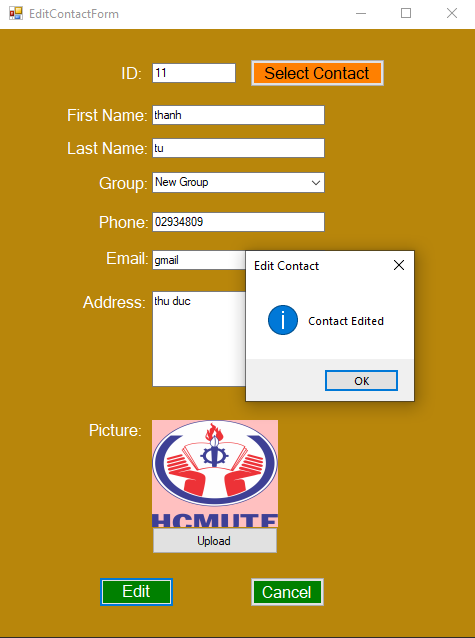 EditContactForm
ID: 11 Select Contact
First Name: thanh
Last Name: tu
Group: New Group
Phone: 02934809
Email: gmail
Edit Contact
Address: thu duc
Contact Edited
OK
Picture:
HCMUTE
Upload
Edit Cancel